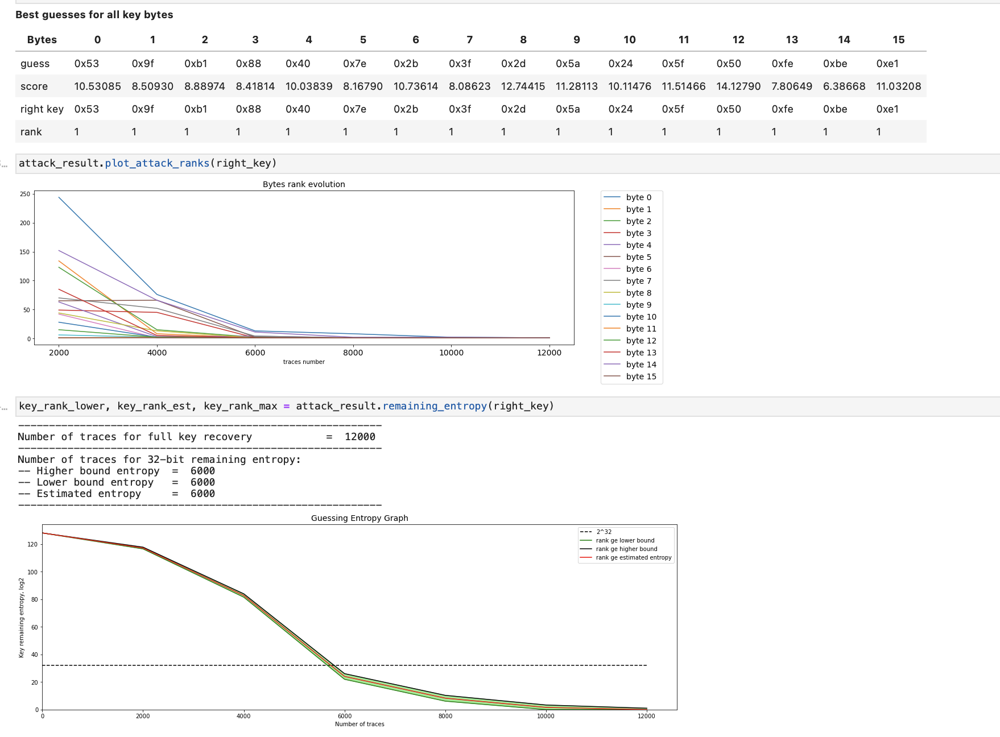 Best guesses for all key bytes
Bytes 0 1 2 3 4 5 6 7 8 9 10 11 12 13 14 15
guess 0x53 0x9f 0xb1 0x88 0x40 0x7e 0x2b 0x3f 0x2d 0x5a 0x24 0x5f 0x50 0xfe 0xbe 0xe1
score 10.53085 8.50930 8.88974 8.41814 10.03839 8.16790 10.73614 8.08623 12.74415 11.28113 10.11476 11.51466 14.12790 7.80649 6.38668 11.03208
right key 0x53 0x9f 0xb1 0x88 0x40 0x7e 0x2b 0x3f 0x2d 0x5a 0x24 0x5f 0x50 0xfe 0xbe 0xe1
rank 1 1 1 1 1 1 1 1 1 1 1 1 1 1 1 1
attack_result.plot_attack_ranks(right_key)
Bytes rank evolution
250
200
150
100
50
0
2000 4000 6000 8000 10000 12000
traces number
byte 0
byte 1
byte 2
byte 3
byte 4
byte 5
byte 6
byte 7
byte 8
byte 9
byte 10
byte 11
byte 12
byte 13
byte 14
byte 15
key_rank_lower, key_rank_est, key_rank_max = attack_result.remaining_entropy(right_key)
-----------------------------------------------------------
Number of traces for full key recovery = 12000
-----------------------------------------------------------
Number of traces for 32-bit remaining entropy:
-- Higher bound entropy = 6000
-- Lower bound entropy = 6000
-- Estimated entropy = 6000
-----------------------------------------------------------
Guessing Entropy Graph
Key remaining entropy, log2
120
100
80
60
40
20
0
0 2000 4000 6000 8000 10000 12000
Number of traces
2^32
rank ge lower bound
rank ge higher bound
rank ge estimated entropy